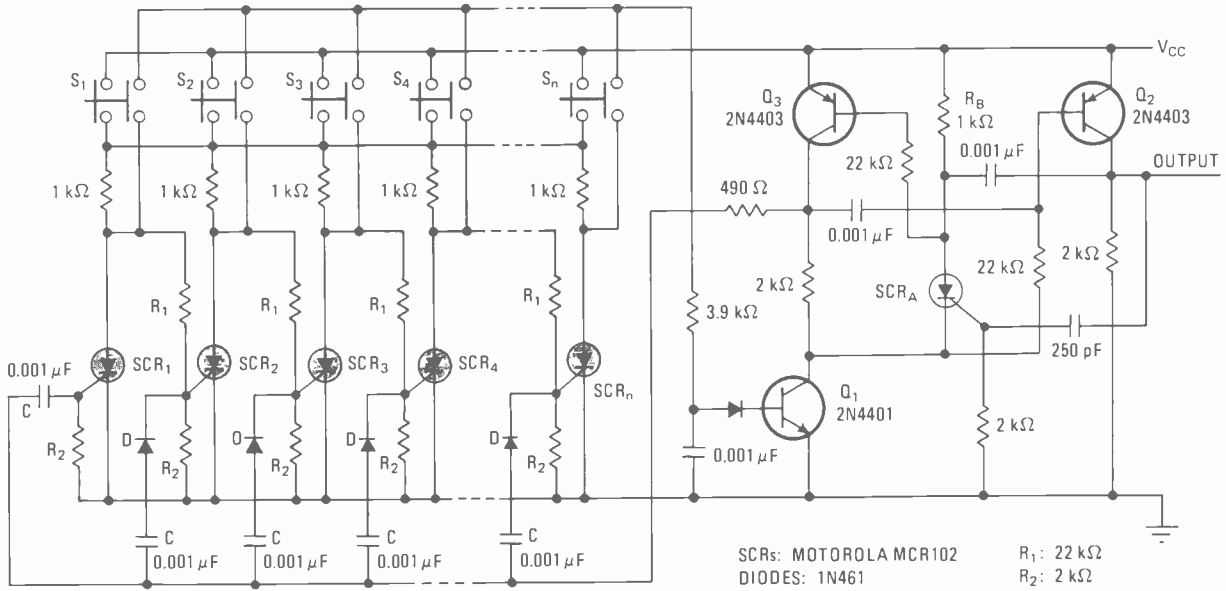 S1
S2
S3
S4
Sn
VCC
Q3
2N4403
RB
1 kΩ
Q2
2N4403
OUTPUT
0.001 µF
22 kΩ
1 kΩ
1 kΩ
1 kΩ
1 kΩ
1 kΩ
490 Ω
0.001 µF
R1
R1
R1
R1
2 kΩ
SCRA
22 kΩ
2 kΩ
3.9 kΩ
250 pF
0.001 µF
C
SCR1
SCR2
SCR3
SCR4
SCRn
Q1
2N4401
R2
D
R2
D
R2
D
R2
D
R2
0.001 µF
2 kΩ
C
0.001 µF
C
0.001 µF
C
0.001 µF
C
0.001 µF
SCRs: MOTOROLA MCR102
DIODES: 1N461
R1: 22 kΩ
R2: 2 kΩ